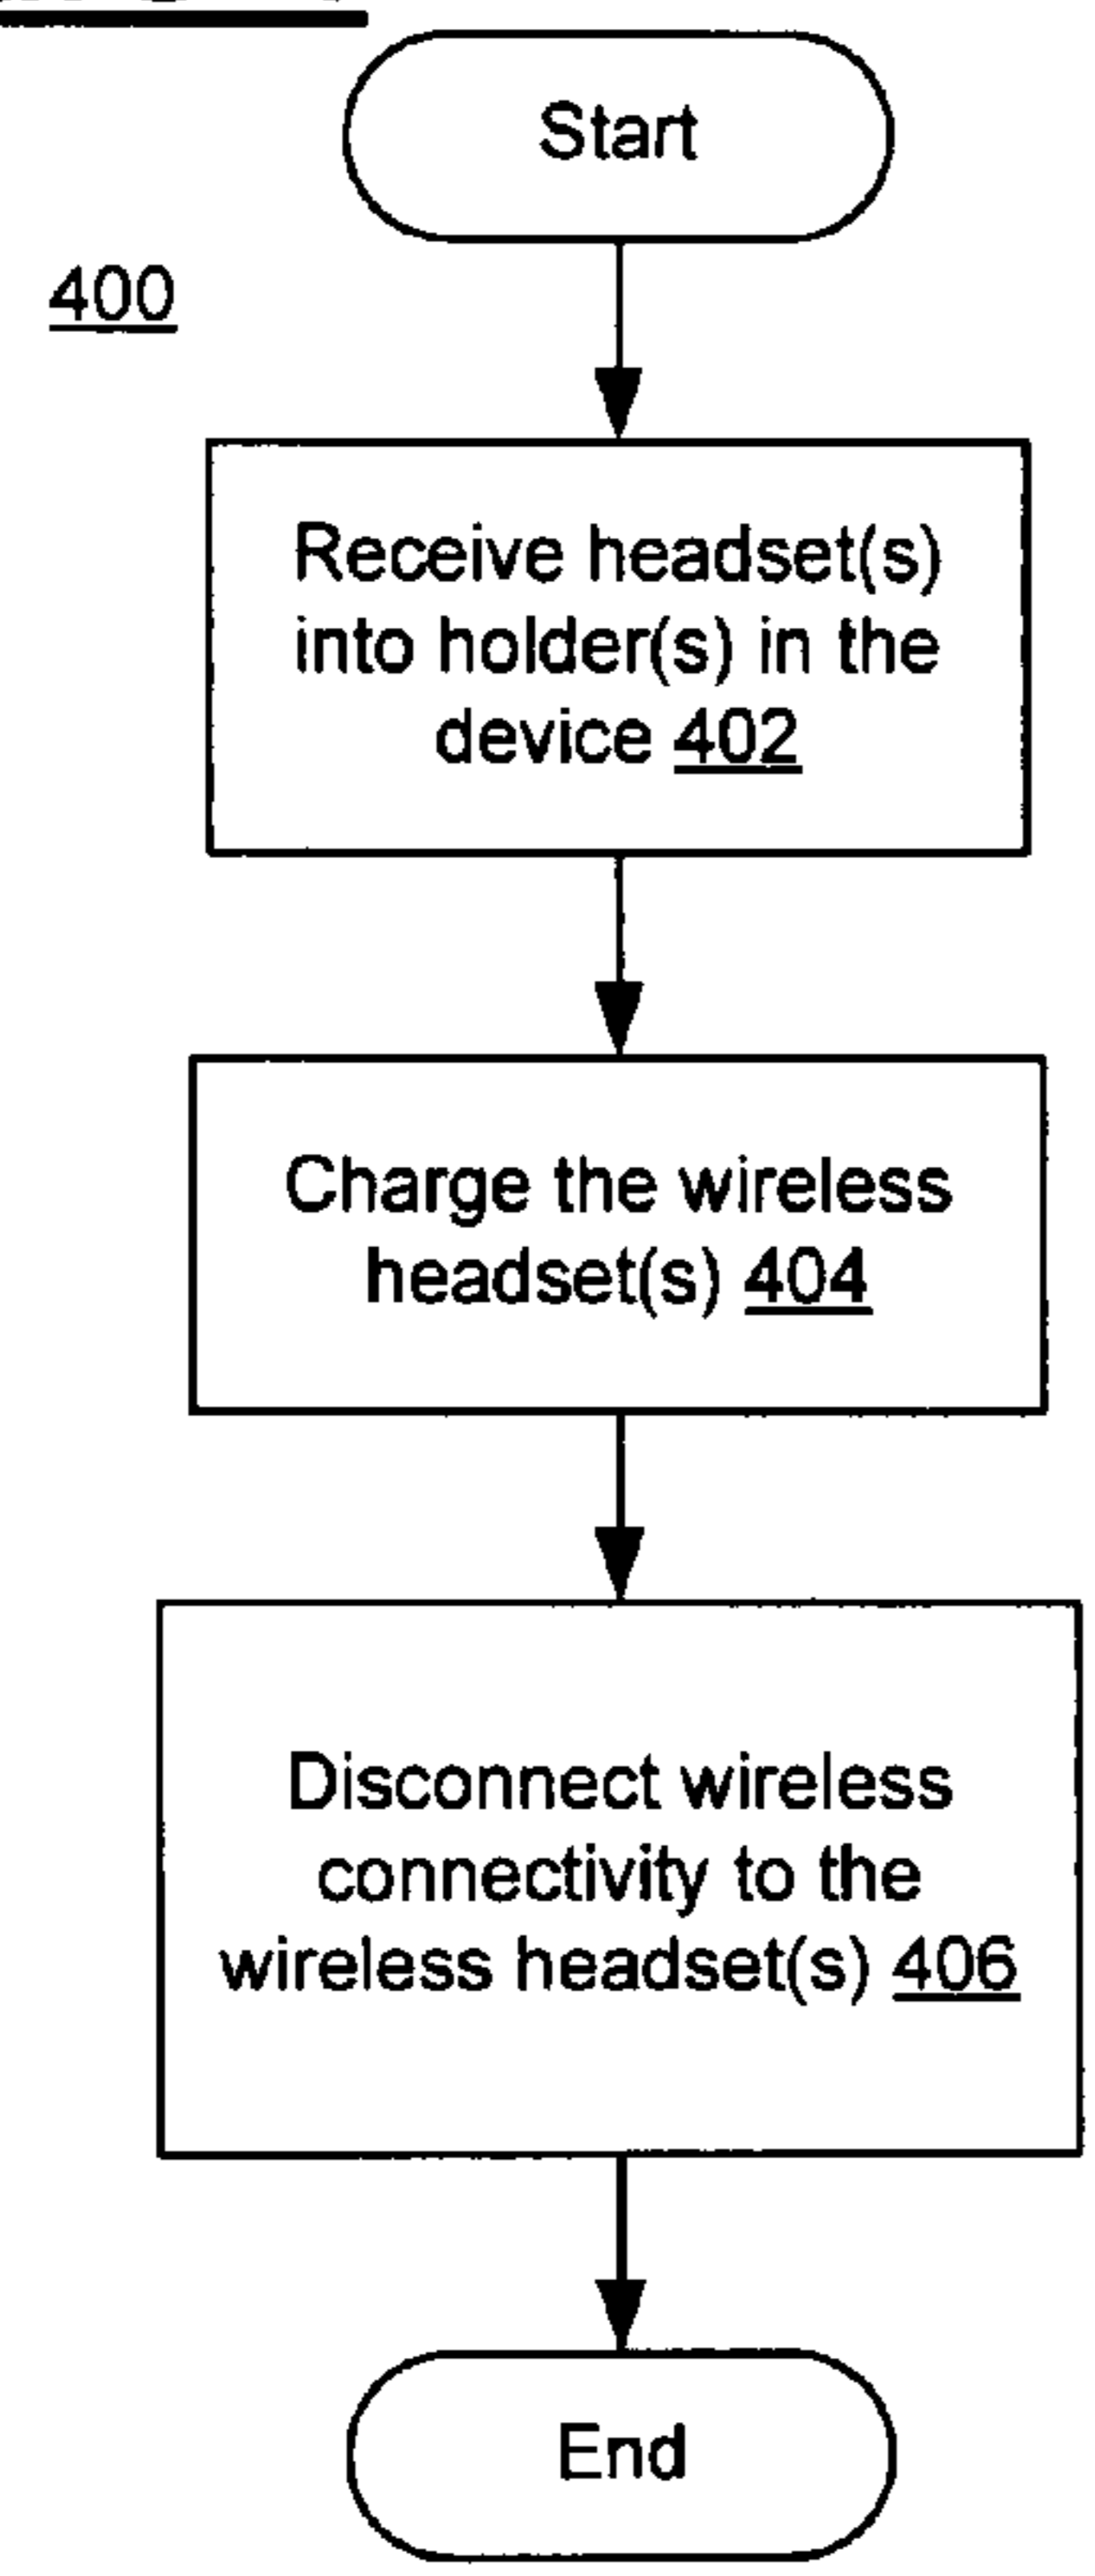 Start
400
Receive headset(s)
into holder(s) in the
device 402
Charge the wireless
headset(s) 404
Disconnect wireless
connectivity to the
wireless headset(s) 406
End